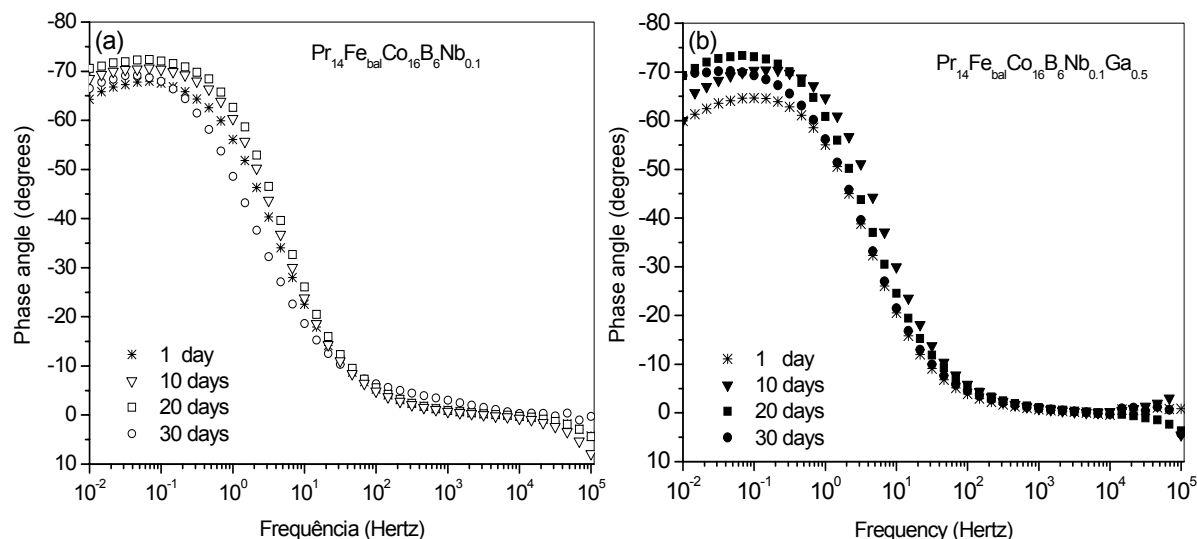 (a)
Pr14FebalCo16B6Nb0.1
Phase angle (degrees)
-80
-70
-60
-50
-40
-30
-20
-10
0
10
1 day
10 days
20 days
30 days
10-2 10-1 100 101 102 103 104 105
Frequência (Hertz)
(b)
Pr14FebalCo16B6Nb0.1Ga0.5
Phase angle (degrees)
-80
-70
-60
-50
-40
-30
-20
-10
0
10
1 day
10 days
20 days
30 days
10-2 10-1 100 101 102 103 104 105
Frequency (Hertz)